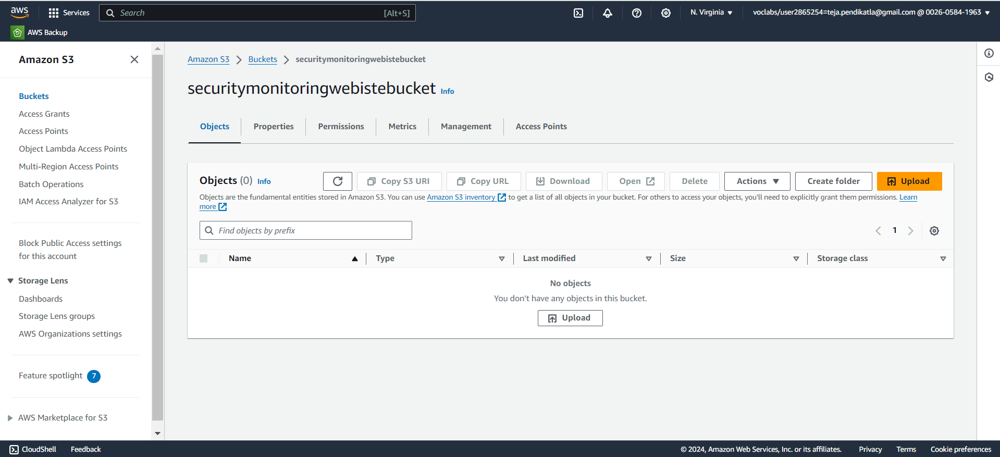 aws
Services
Search [Alt+S]
N. Virginia
voclabs/user2865254=teja.pendikatla@gmail.com @ 0026-0584-1963
AWS Backup
Amazon S3
Buckets
Access Grants
Access Points
Object Lambda Access Points
Multi-Region Access Points
Batch Operations
IAM Access Analyzer for S3
Block Public Access settings
for this account
Storage Lens
Dashboards
Storage Lens groups
AWS Organizations settings
Feature spotlight 7
AWS Marketplace for S3
Amazon S3 Buckets securitymonitoringwebistebucket
securitymonitoringwebistebucket Info
Objects Properties Permissions Metrics Management Access Points
Objects (0) Info Copy S3 URI Copy URL Download Open Delete Actions Create folder Upload
Objects are the fundamental entities stored in Amazon S3. You can use Amazon S3 inventory to get a list of all objects in your bucket. For others to access your objects, you’ll need to explicitly grant them permissions. Learn
more
Find objects by prefix
1
Name Type Last modified Size Storage class
No objects
You don't have any objects in this bucket.
Upload
CloudShell Feedback © 2024, Amazon Web Services, Inc. or its affiliates. Privacy Terms Cookie preferences